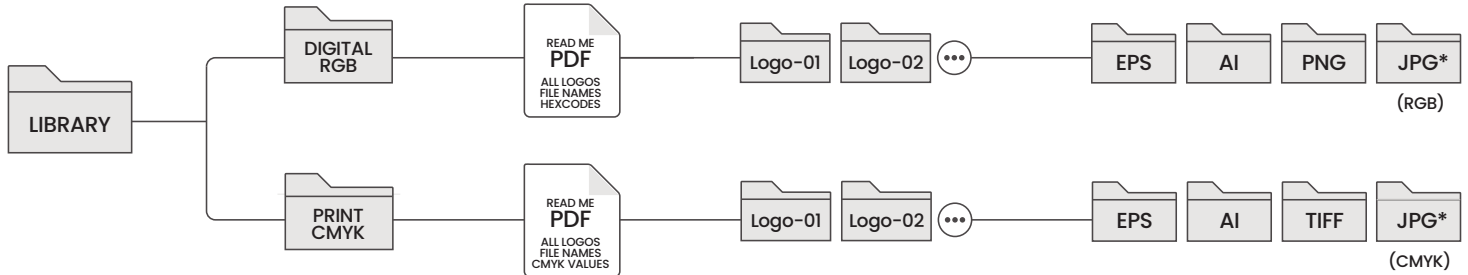 LIBRARY
DIGITAL
RGB
READ ME
PDF
ALL LOGOS
FILE NAMES
HEXCODES
Logo-01
Logo-02
EPS
AI
PNG
JPG*
(RGB)
PRINT
CMYK
READ ME
PDF
ALL LOGOS
FILE NAMES
CMYK VALUES
Logo-01
Logo-02
EPS
AI
TIFF
JPG*
(CMYK)